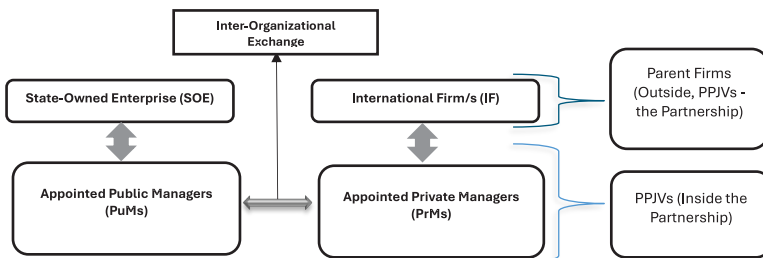 Inter-Organizational
Exchange
State-Owned Enterprise (SOE)
International Firm/s (IF)
Parent Firms
(Outside, PPJVs -
the Partnership)
Appointed Public Managers
(PuMs)
Appointed Private Managers
(PrMs)
PPJVs (Inside the
Partnership)